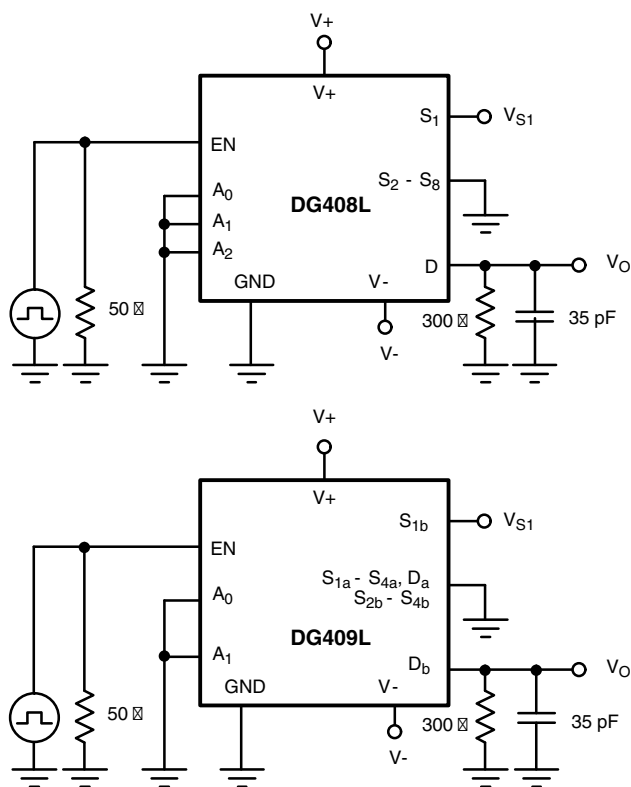 V+
V+
EN
S1
VS1
A0
S2 - S8
A1
DG408L
A2
D
VO
GND
V-
50
300
35 pF
V-
V+
V+
EN
S1b
VS1
A0
S1a - S4a, Da
S2b - S4b
DG409L
A1
Db
VO
GND
V-
50
300
35 pF
V-